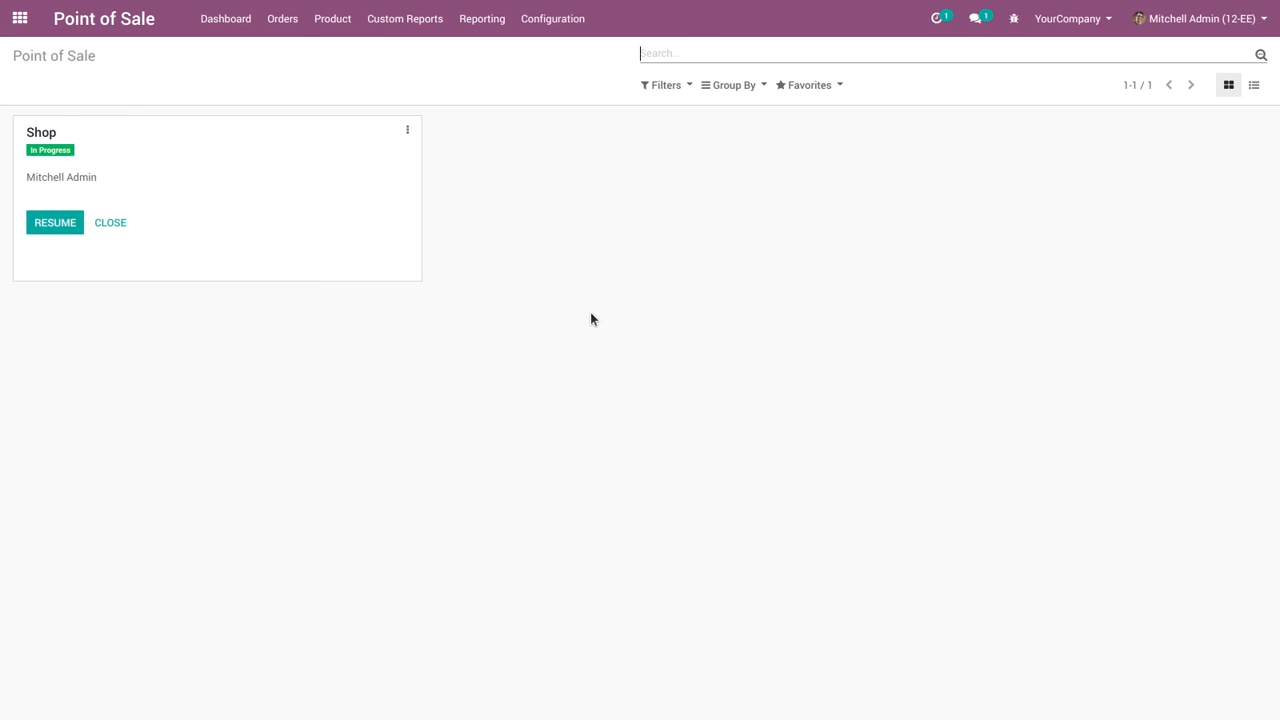 Point of Sale Dashboard Orders Product Custom Reports Reporting Configuration 1 1 YourCompany Mitchell Admin (12-EE)
Point of Sale Search...
Filters Group By Favorites 1-1 / 1
Shop
In Progress
Mitchell Admin
RESUME CLOSE